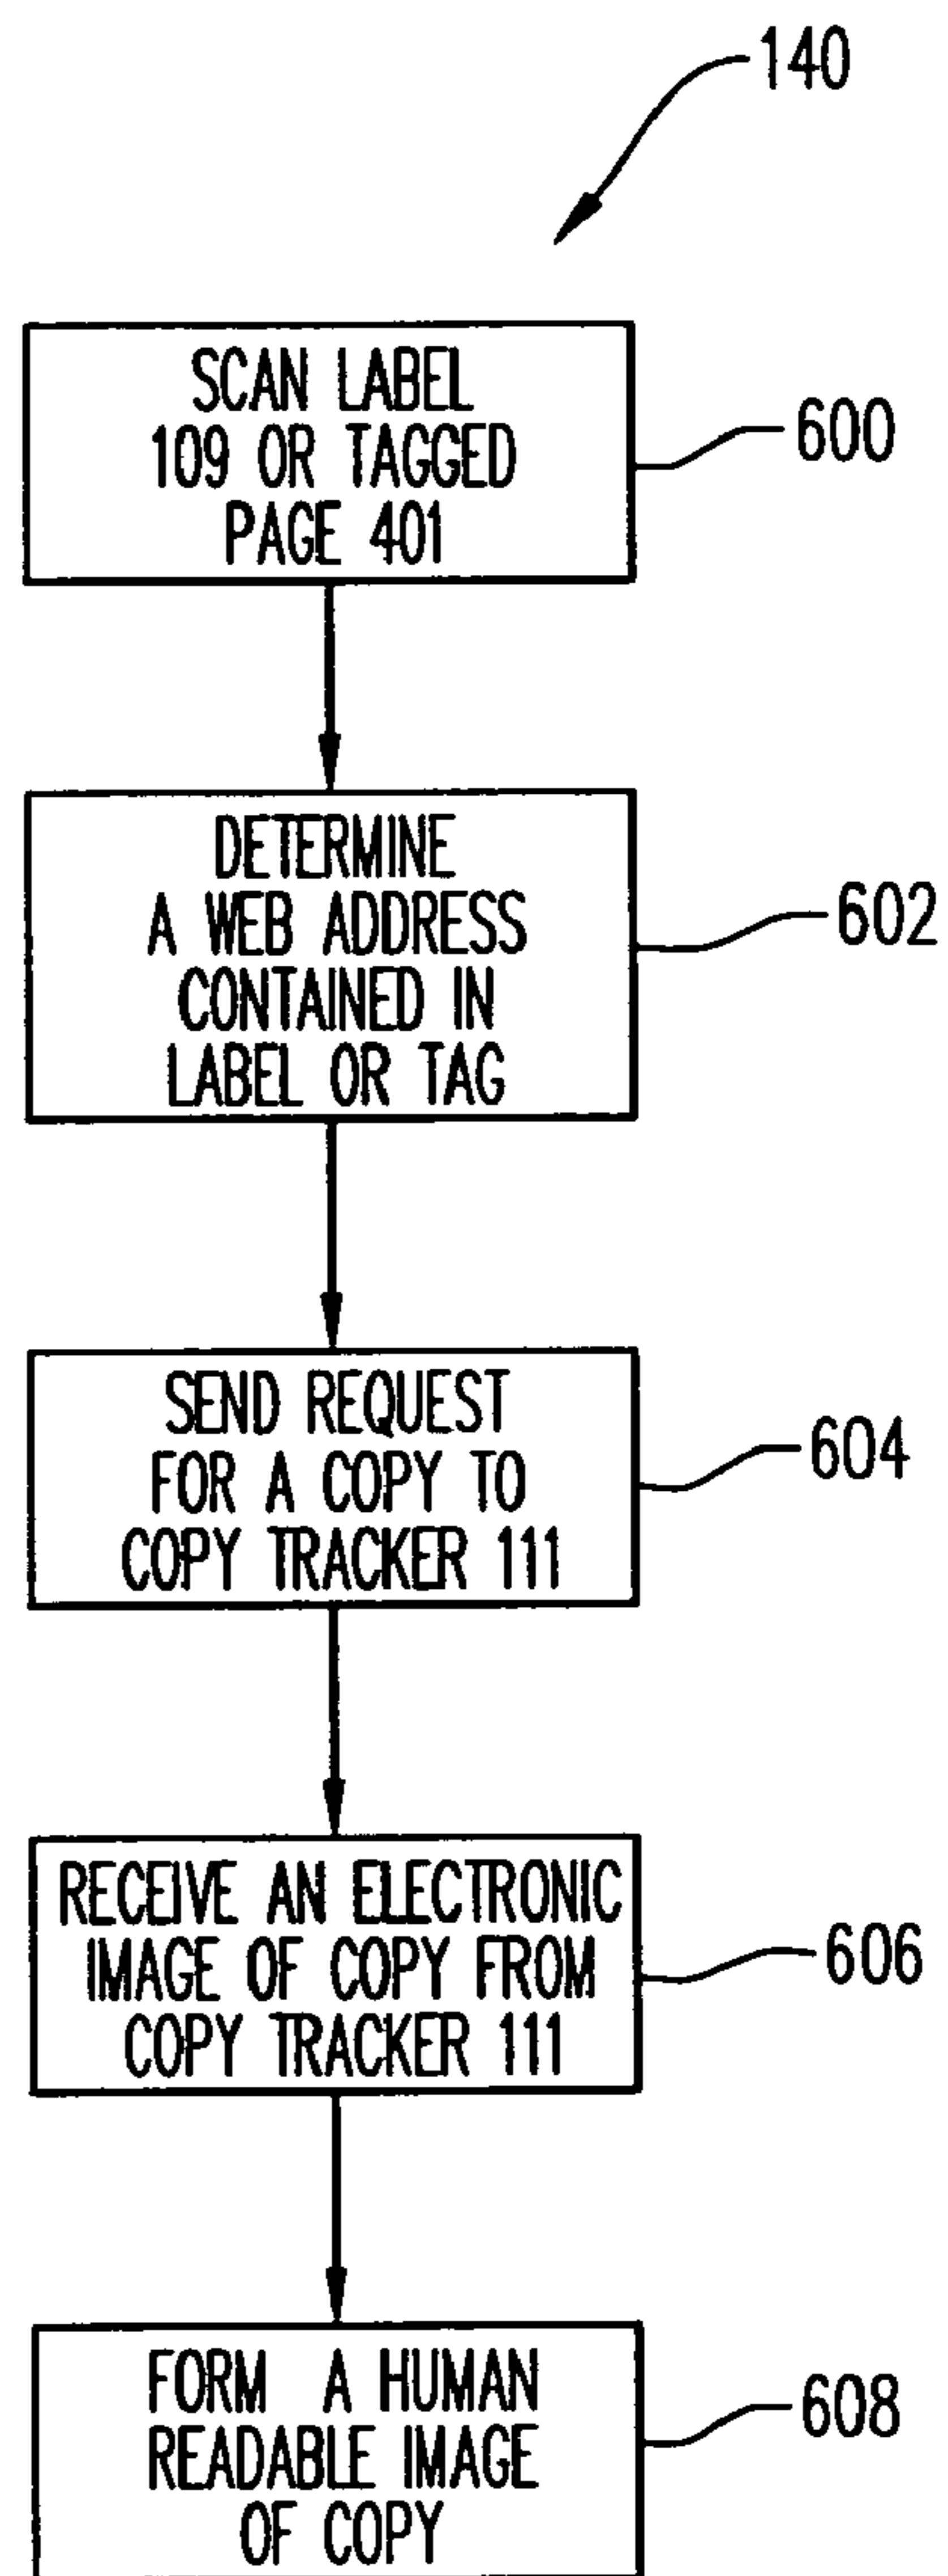 140
SCAN LABEL
109 OR TAGGED
PAGE 401
600
DETERMINE
A WEB ADDRESS
CONTAINED IN
LABEL OR TAG
602
SEND REQUEST
FOR A COPY TO
COPY TRACKER 111
604
RECEIVE AN ELECTRONIC
IMAGE OF COPY FROM
COPY TRACKER 111
606
FORM A HUMAN
READABLE IMAGE
OF COPY
608